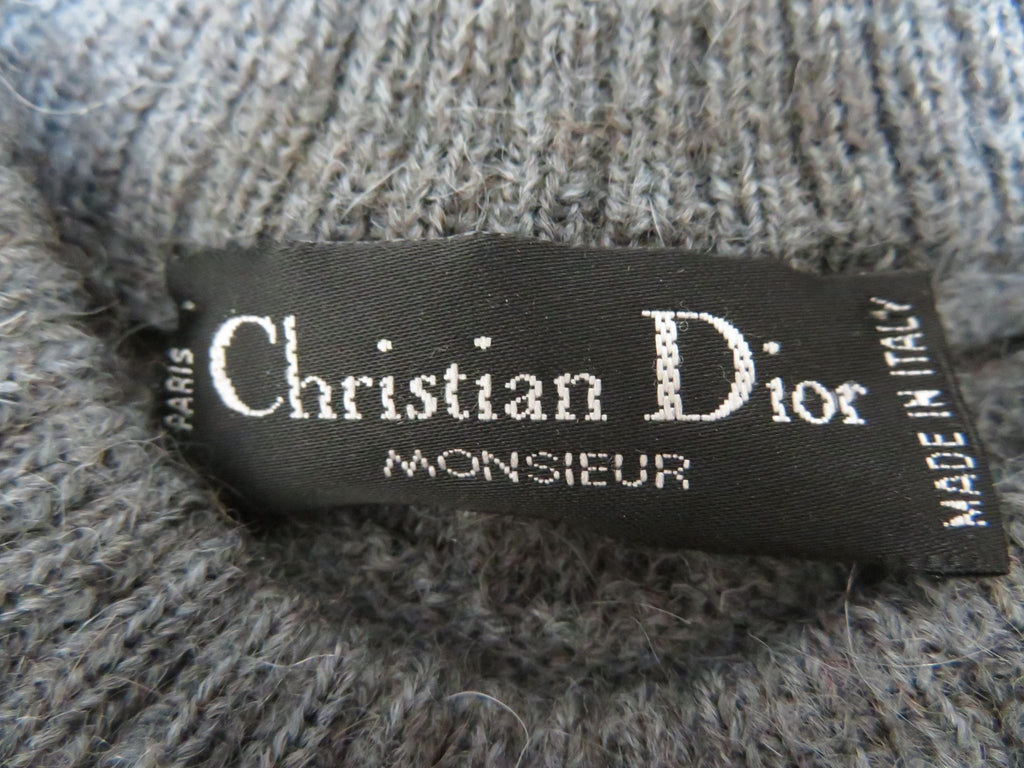 PARIS
Christian Dior
MONSIEUR
MADE IN ITALY